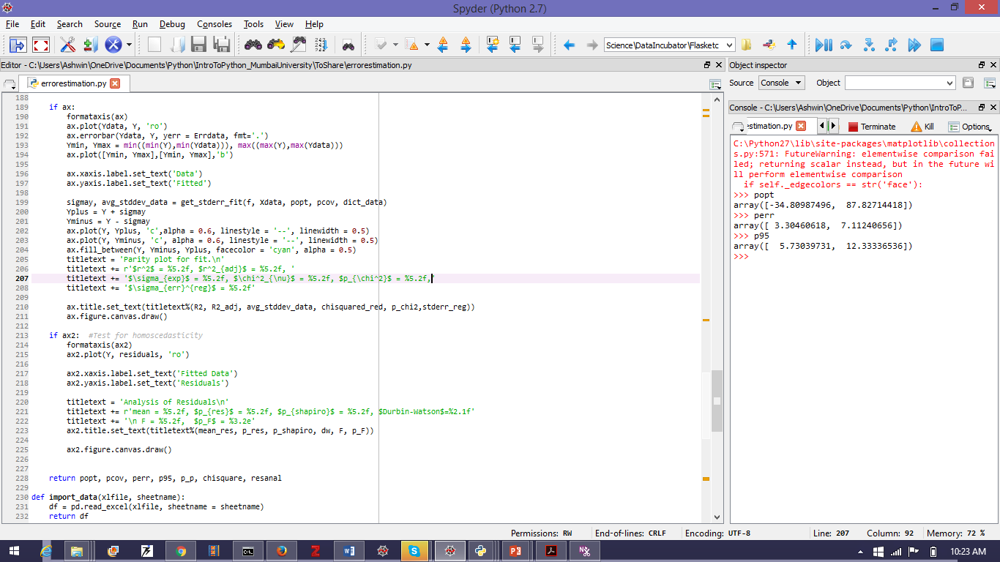 Spyder (Python 2.7)
File Edit Search Source Run Debug Consoles Tools View Help
Science\DataIncubator\Flasketc
Editor - C:\Users\Ashwin\OneDrive\Documents\Python\IntroToPython_MumbaiUniversity\ToShare\errorestimation.py
errorestimation.py
188
189 if ax:
190 formataxis(ax)
191 ax.plot(Ydata, Y, 'ro')
192 ax.errorbar(Ydata, Y, yerr = Errdata, fmt='.')
193 Ymin, Ymax = min((min(Y),min(Ydata))), max((max(Y),max(Ydata)))
194 ax.plot([Ymin, Ymax],[Ymin, Ymax],'b')
195
196 ax.xaxis.label.set_text('Data')
197 ax.yaxis.label.set_text('Fitted')
198
199 sigmay, avg_stddev_data = get_stderr_fit(f, Xdata, popt, pcov, dict_data)
200 Yplus = Y + sigmay
201 Yminus = Y - sigmay
202 ax.plot(Y, Yplus, 'c',alpha = 0.6, linestyle = '--', linewidth = 0.5)
203 ax.plot(Y, Yminus, 'c', alpha = 0.6, linestyle = '--', linewidth = 0.5)
204 ax.fill_between(Y, Yminus, Yplus, facecolor = 'cyan', alpha = 0.5)
205 titletext = 'Parity plot for fit.\n'
206 titletext += r'$r^2$ = %5.2f, $r^2_{adj}$ = %5.2f, '
207 titletext += '$\sigma_{exp}$ = %5.2f, $\chi^2_{\nu}$ = %5.2f, $p_{\chi^2}$ = %5.2f,'
208 titletext += '$\sigma_{err}^{reg}$ = %5.2f'
209
210 ax.title.set_text(titletext%(R2, R2_adj, avg_stddev_data, chisquared_red, p_chi2,stderr_reg))
211 ax.figure.canvas.draw()
212
213 if ax2: #Test for homoscedasticity
214 formataxis(ax2)
215 ax2.plot(Y, residuals, 'ro')
216
217 ax2.xaxis.label.set_text('Fitted Data')
218 ax2.yaxis.label.set_text('Residuals')
219
220 titletext = 'Analysis of Residuals\n'
221 titletext += r'mean = %5.2f, $p_{res}$ = %5.2f, $p_{shapiro}$ = %5.2f, $Durbin-Watson$=%2.1f'
222 titletext += '\n F = %5.2f, $p_F$ = %3.2e'
223 ax2.title.set_text(titletext%(mean_res, p_res, p_shapiro, dw, F, p_F))
224
225 ax2.figure.canvas.draw()
226
227
228 return popt, pcov, perr, p95, p_p, chisquare, resanal
229
230 def import_data(xlfile, sheetname):
231 df = pd.read_excel(xlfile, sheetname = sheetname)
232 return df
Object inspector
Source Console Object
Console - C:\Users\Ashwin\OneDrive\Documents\Python\IntroToP...
:stimation.py Terminate Kill Options
C:\Python27\lib\site-packages\matplotlib\collection
s.py:571: FutureWarning: elementwise comparison fai
led; returning scalar instead, but in the future wi
ll perform elementwise comparison
if self._edgecolors == str('face'):
>>> popt
array([-34.80987496, 87.82714418])
>>> perr
array([ 3.30460618, 7.11240656])
>>> p95
array([ 5.73039731, 12.33336536])
>>>
Permissions: RW End-of-lines: CRLF Encoding: UTF-8 Line: 207 Column: 92 Memory: 72 %
10:23 AM